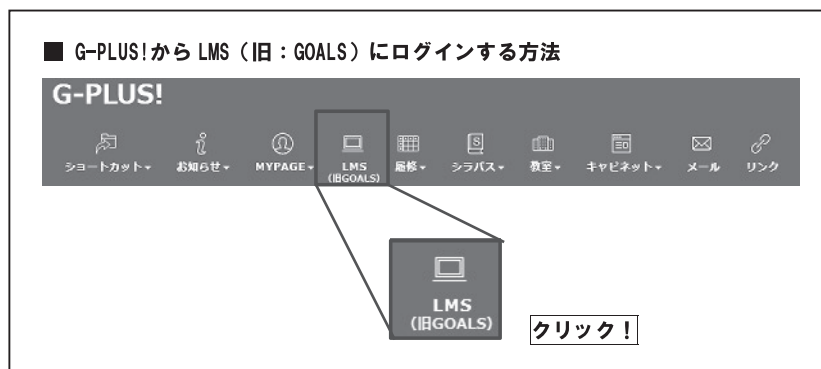 ■ G-PLUS!から LMS（旧：GOALS）にログインする方法
G-PLUS!
ショートカット▾ お知らせ▾ MYPAGE▾ LMS (旧GOALS) 履修▾ シラバス▾ 教室▾ キャビネット▾ メール リンク
LMS
(旧GOALS)
クリック！